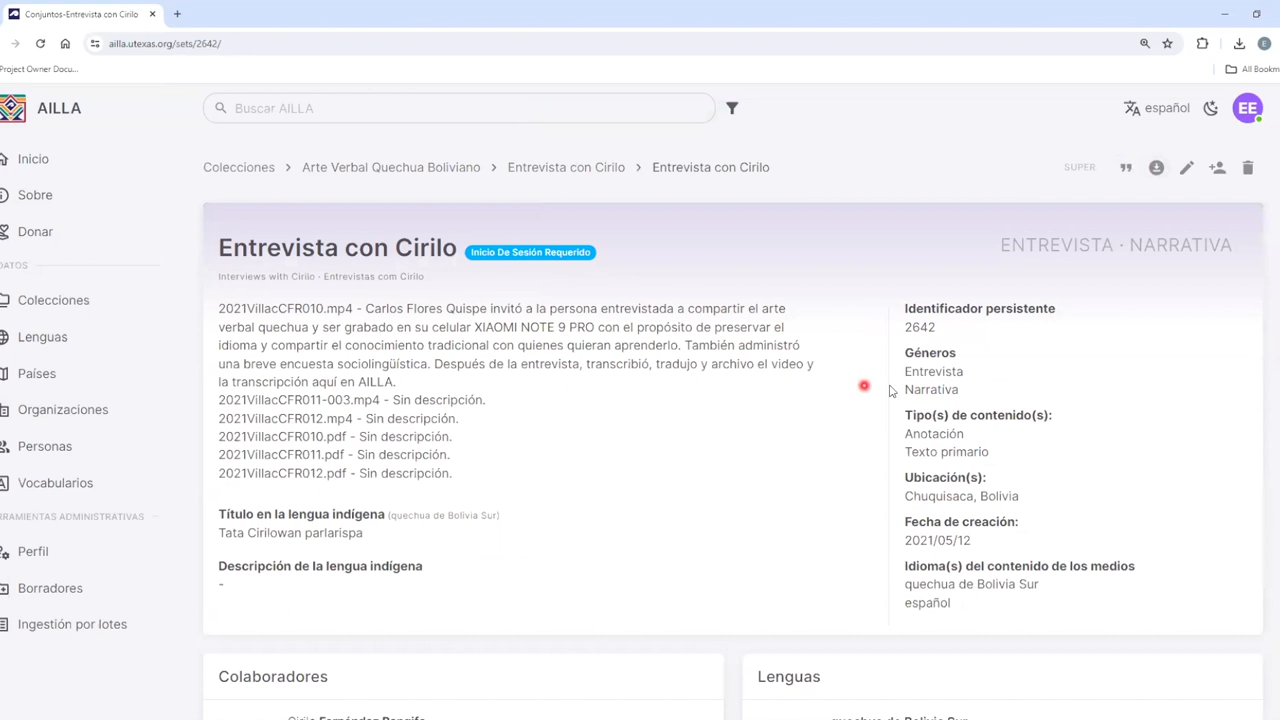 Conjuntos-Entrevista con Cirilo
ailla.utexas.org/sets/2642/
Project Owner Docu...
All Bookm
AILLA
Buscar AILLA
español
EE
Inicio
Sobre
Donar
DATOS
Colecciones
Lenguas
Países
Organizaciones
Personas
Vocabularios
RRAMIENTAS ADMINISTRATIVAS
Perfil
Borradores
Ingestión por lotes
Colecciones > Arte Verbal Quechua Boliviano > Entrevista con Cirilo > Entrevista con Cirilo
SUPER
Entrevista con Cirilo Inicio De Sesión Requerido
ENTREVISTA · NARRATIVA
Interviews with Cirilo · Entrevistas com Cirilo
2021VillacCFR010.mp4 - Carlos Flores Quispe invitó a la persona entrevistada a compartir el arte
verbal quechua y ser grabado en su celular XIAOMI NOTE 9 PRO con el propósito de preservar el
idioma y compartir el conocimiento tradicional con quienes quieran aprenderlo. También administró
una breve encuesta sociolingüística. Después de la entrevista, transcribió, tradujo y archivo el video y
la transcripción aquí en AILLA.
2021VillacCFR011-003.mp4 - Sin descripción.
2021VillacCFR012.mp4 - Sin descripción.
2021VillacCFR010.pdf - Sin descripción.
2021VillacCFR011.pdf - Sin descripción.
2021VillacCFR012.pdf - Sin descripción.
Título en la lengua indígena (quechua de Bolivia Sur)
Tata Cirilowan parlarispa
Descripción de la lengua indígena
-
Identificador persistente
2642
Géneros
Entrevista
Narrativa
Tipo(s) de contenido(s):
Anotación
Texto primario
Ubicación(s):
Chuquisaca, Bolivia
Fecha de creación:
2021/05/12
Idioma(s) del contenido de los medios
quechua de Bolivia Sur
español
Colaboradores
Cirilo Fernández
Lenguas
quechua de Bolivia Sur